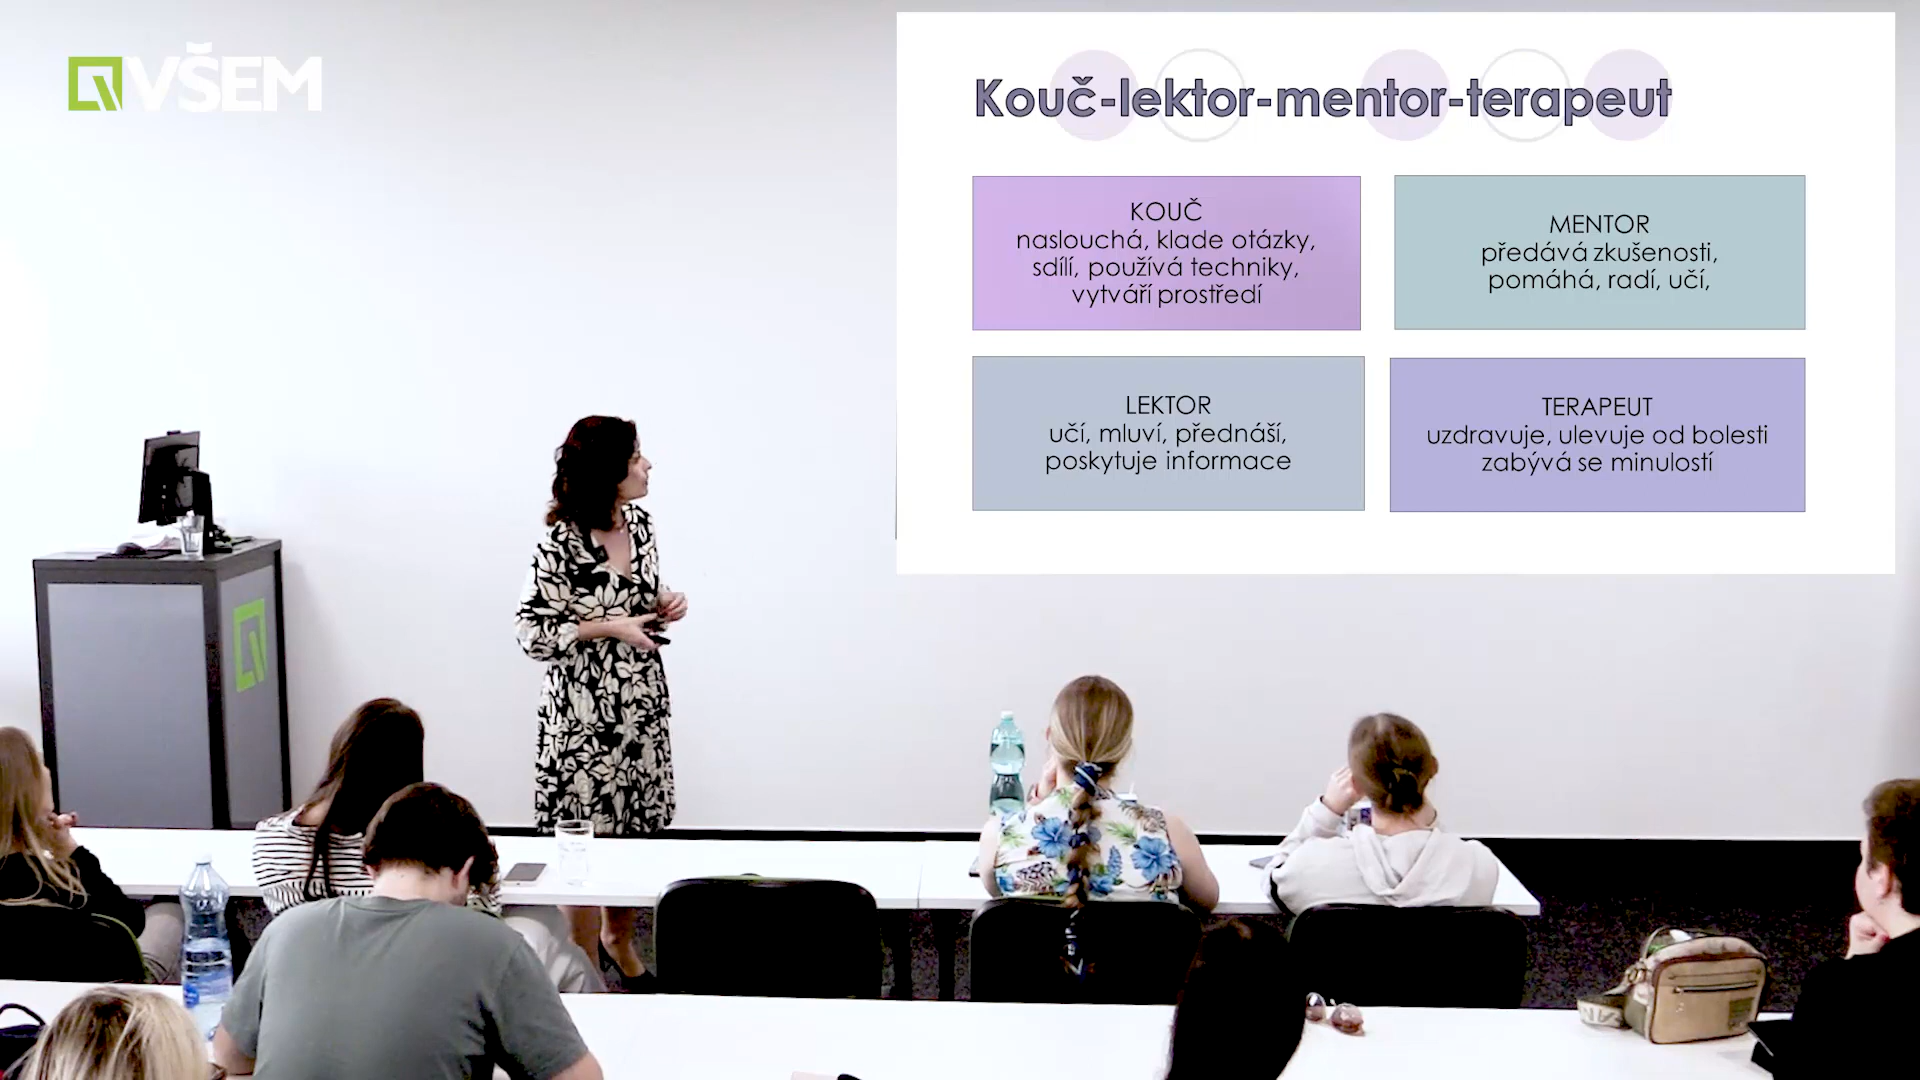 VŠEM
Kouč-lektor-mentor-terapeut
KOUČ
naslouchá, klade otázky,
sdílí, používá techniky,
vytváří prostředí
MENTOR
předává zkušenosti,
pomáhá, radí, učí,
LEKTOR
učí, mluví, přednáší,
poskytuje informace
TERAPEUT
uzdravuje, ulevuje od bolesti
zabývá se minulostí